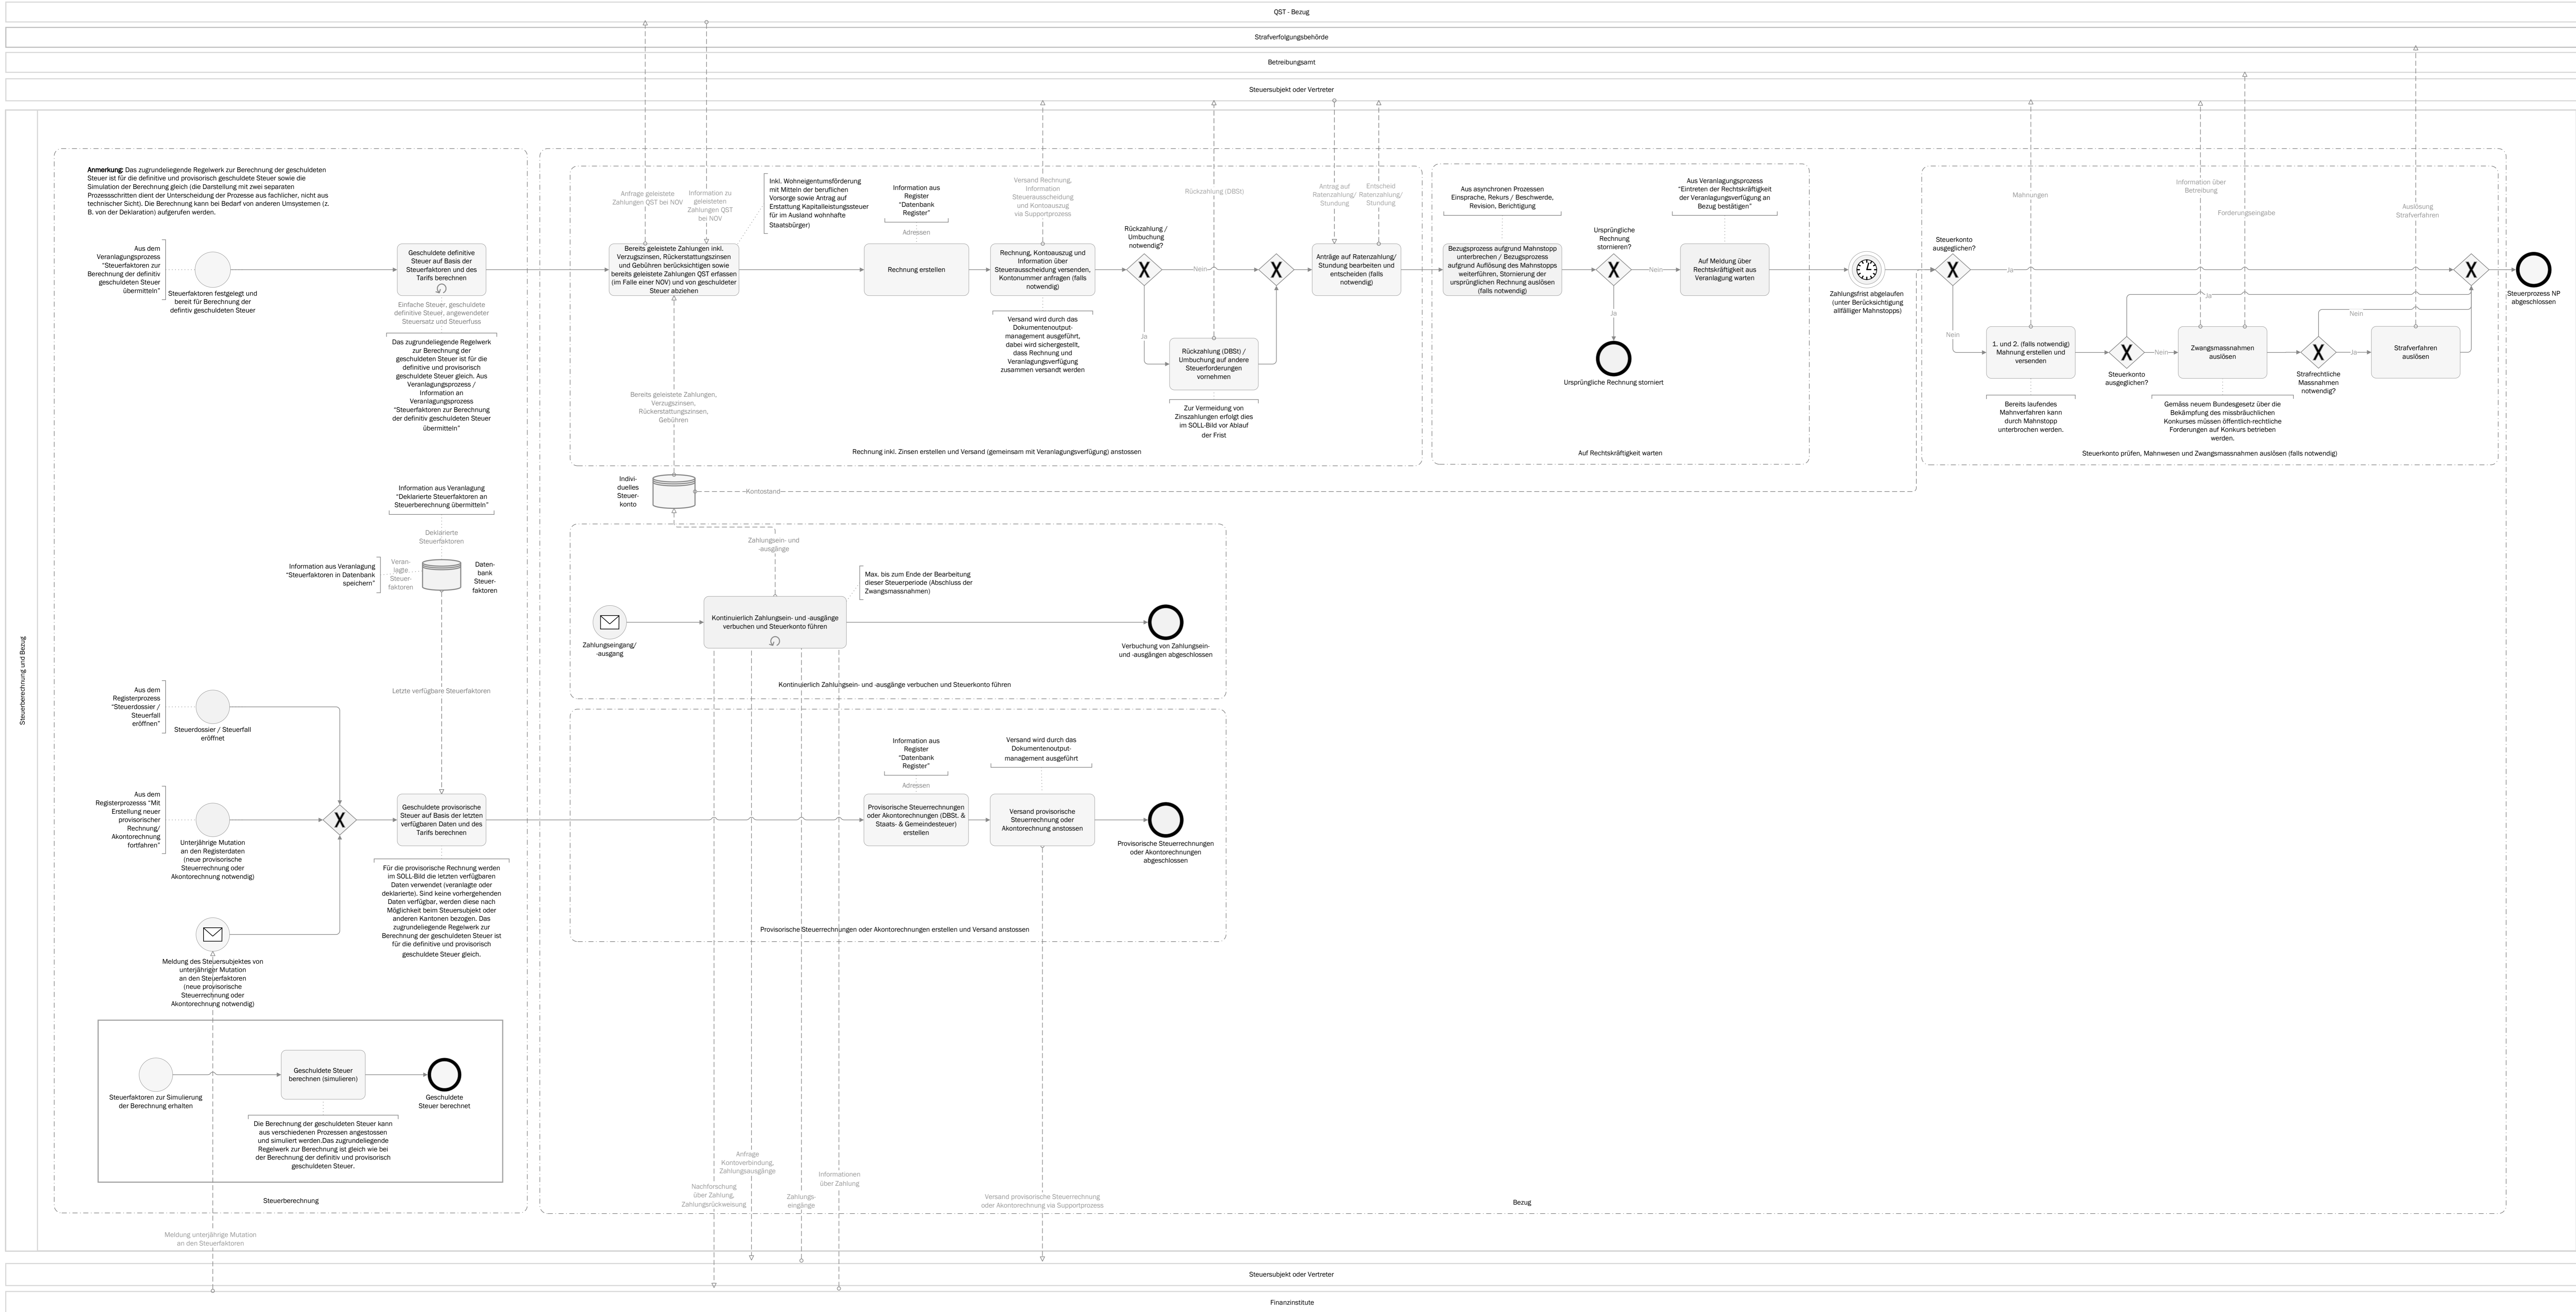 QST - Bezug
Strafverfolgungsbehörde
Betreibungsamt
Steuersubjekt oder Vertreter
Steuerberechnung und Bezug
Anmerkung: Das zugrundeliegende Regelwerk zur Berechnung der geschuldeten
Steuer ist für die definitive und provisorisch geschuldete Steuer sowie die
Simulation der Berechnung gleich (die Darstellung mit zwei separaten
Prozessschritten dient der Unterscheidung der Prozesse aus fachlicher, nicht aus
technischer Sicht). Die Berechnung kann bei Bedarf von anderen Umsystemen (z.
B. von der Deklaration) aufgerufen werden.
Aus dem
Veranlagungsprozess
"Steuerfaktoren zur
Berechnung der definitiv
geschuldeten Steuer
übermitteln"
Steuerfaktoren festgelegt und
bereit für Berechnung der
defintiv geschuldeten Steuer
Geschuldete definitive
Steuer auf Basis der
Steuerfaktoren und des
Tarifs berechnen
Einfache Steuer, geschuldete
definitive Steuer, angewendeter
Steuersatz und Steuerfuss
Das zugrundeliegende Regelwerk
zur Berechnung der
geschuldeten Steuer ist für die
definitive und provisorisch
geschuldete Steuer gleich. Aus
Veranlagungsprozess /
Information an
Veranlagungsprozess
"Steuerfaktoren zur Berechnung
der definitiv geschuldeten Steuer
übermitteln"
Information aus Veranlagung
"Deklarierte Steuerfaktoren an
Steuerberechnung übermitteln"
Deklarierte
Steuerfaktoren
Information aus Veranlagung
"Steuerfaktoren in Datenbank
speichern"
Veran-
lagte
Steuer-
faktoren
Daten-
bank
Steuer-
faktoren
Letzte verfügbare Steuerfaktoren
Aus dem
Registerprozess
"Steuerdossier /
Steuerfall
eröffnen"
Steuerdossier / Steuerfall
eröffnet
Aus dem
Registerprozesss "Mit
Erstellung neuer
provisorischer
Rechnung/
Akontorechnung
fortfahren"
Unterjährige Mutation
an den Registerdaten
(neue provisorische
Steuerrechnung oder
Akontorechnung notwendig)
Geschuldete provisorische
Steuer auf Basis der letzten
verfügbaren Daten und des
Tarifs berechnen
Für die provisorische Rechnung werden
im SOLL-Bild die letzten verfügbaren
Daten verwendet (veranlagte oder
deklarierte). Sind keine vorhergehenden
Daten verfügbar, werden diese nach
Möglichkeit beim Steuersubjekt oder
anderen Kantonen bezogen. Das
zugrundeliegende Regelwerk zur
Berechnung der geschuldeten Steuer ist
für die definitive und provisorisch
geschuldete Steuer gleich.
Meldung des Steuersubjektes von
unterjähriger Mutation
an den Steuerfaktoren
(neue provisorische
Steuerrechnung oder
Akontorechnung notwendig)
Steuerfaktoren zur Simulierung
der Berechnung erhalten
Geschuldete Steuer
berechnen (simulieren)
Geschuldete
Steuer berechnet
Die Berechnung der geschuldeten Steuer kann
aus verschiedenen Prozessen angestossen
und simuliert werden.Das zugrundeliegende
Regelwerk zur Berechnung ist gleich wie bei
der Berechnung der definitiv und provisorisch
geschuldeten Steuer.
Steuerberechnung
Meldung unterjährige Mutation
an den Steuerfaktoren
Anfrage geleistete
Zahlungen QST bei NOV
Information zu
geleisteten
Zahlungen QST
bei NOV
Inkl. Wohneigentumsförderung
mit Mitteln der beruflichen
Vorsorge sowie Antrag auf
Erstattung Kapitalleistungssteuer
für im Ausland wohnhafte
Staatsbürger)
Bereits geleistete Zahlungen inkl.
Verzugszinsen, Rückerstattungszinsen
und Gebühren berücksichtigen sowie
bereits geleistete Zahlungen QST erfassen
(im Falle einer NOV) und von geschuldeter
Steuer abziehen
Bereits geleistete Zahlungen,
Verzugszinsen,
Rückerstattungszinsen,
Gebühren
Information aus
Register
"Datenbank
Register"
Adressen
Rechnung erstellen
Versand Rechnung,
Information
Steuerausscheidung
und Kontoauszug
via Supportprozess
Rechnung, Kontoauszug und
Information über
Steuerausscheidung versenden,
Kontonummer anfragen (falls
notwendig)
Versand wird durch das
Dokumentenoutput-
management ausgeführt,
dabei wird sichergestellt,
dass Rechnung und
Veranlagungsverfügung
zusammen versandt werden
Rückzahlung /
Umbuchung
notwendig?
Nein
Ja
Rückzahlung (DBSt)
Rückzahlung (DBSt) /
Umbuchung auf andere
Steuerforderungen
vornehmen
Zur Vermeidung von
Zinszahlungen erfolgt dies
im SOLL-Bild vor Ablauf
der Frist
Antrag auf
Ratenzahlung/
Stundung
Entscheid
Ratenzahlung/
Stundung
Anträge auf Ratenzahlung/
Stundung bearbeiten und
entscheiden (falls
notwendig)
Rechnung inkl. Zinsen erstellen und Versand (gemeinsam mit Veranlagungsverfügung) anstossen
Aus asynchronen Prozessen
Einsprache, Rekurs / Beschwerde,
Revision, Berichtigung
Bezugsprozess aufgrund Mahnstopp
unterbrechen / Bezugsprozess
aufgrund Auflösung des Mahnstopps
weiterführen, Stornierung der
ursprünglichen Rechnung auslösen
(falls notwendig)
Ursprüngliche
Rechnung
stornieren?
Nein
Ja
Ursprüngliche Rechnung storniert
Aus Veranlagungsprozess
"Eintreten der Rechtskräftigkeit
der Veranlagungsverfügung an
Bezug bestätigen"
Auf Meldung über
Rechtskräftigkeit aus
Veranlagung warten
Auf Rechtskräftigkeit warten
Zahlungsfrist abgelaufen
(unter Berücksichtigung
allfälliger Mahnstopps)
Steuerkonto
ausgeglichen?
Ja
Nein
Mahnungen
1. und 2. (falls notwendig)
Mahnung erstellen und
versenden
Bereits laufendes
Mahnverfahren kann
durch Mahnstopp
unterbrochen werden.
Steuerkonto
ausgeglichen?
Ja
Nein
Information über
Betreibung
Forderungseingabe
Zwangsmassnahmen
auslösen
Gemäss neuem Bundesgesetz über die
Bekämpfung des missbräuchlichen
Konkurses müssen öffentlich-rechtliche
Forderungen auf Konkurs betrieben
werden.
Strafrechtliche
Massnahmen
notwendig?
Nein
Ja
Auslösung
Strafverfahren
Strafverfahren
auslösen
Steuerprozess NP
abgeschlossen
Steuerkonto prüfen, Mahnwesen und Zwangsmassnahmen auslösen (falls notwendig)
Indivi-
duelles
Steuer-
konto
Kontostand
Zahlungsein- und
-ausgänge
Max. bis zum Ende der Bearbeitung
dieser Steuerperiode (Abschluss der
Zwangsmassnahmen)
Zahlungseingang/
-ausgang
Kontinuierlich Zahlungsein- und -ausgänge
verbuchen und Steuerkonto führen
Verbuchung von Zahlungsein-
und -ausgängen abgeschlossen
Kontinuierlich Zahlungsein- und -ausgänge verbuchen und Steuerkonto führen
Information aus
Register
"Datenbank
Register"
Adressen
Versand wird durch das
Dokumentenoutput-
management ausgeführt
Provisorische Steuerrechnungen
oder Akontorechnungen (DBSt. &
Staats- & Gemeindesteuer)
erstellen
Versand provisorische
Steuerrechnung oder
Akontorechnung anstossen
Provisorische Steuerrechnungen
oder Akontorechnungen
abgeschlossen
Provisorische Steuerrechnungen oder Akontorechnungen erstellen und Versand anstossen
Nachforschung
über Zahlung,
Zahlungsrückweisung
Anfrage
Kontoverbindung,
Zahlungsausgänge
Zahlungs-
eingänge
Informationen
über Zahlung
Versand provisorische Steuerrechnung
oder Akontorechnung via Supportprozess
Bezug
Steuersubjekt oder Vertreter
Finanzinstitute